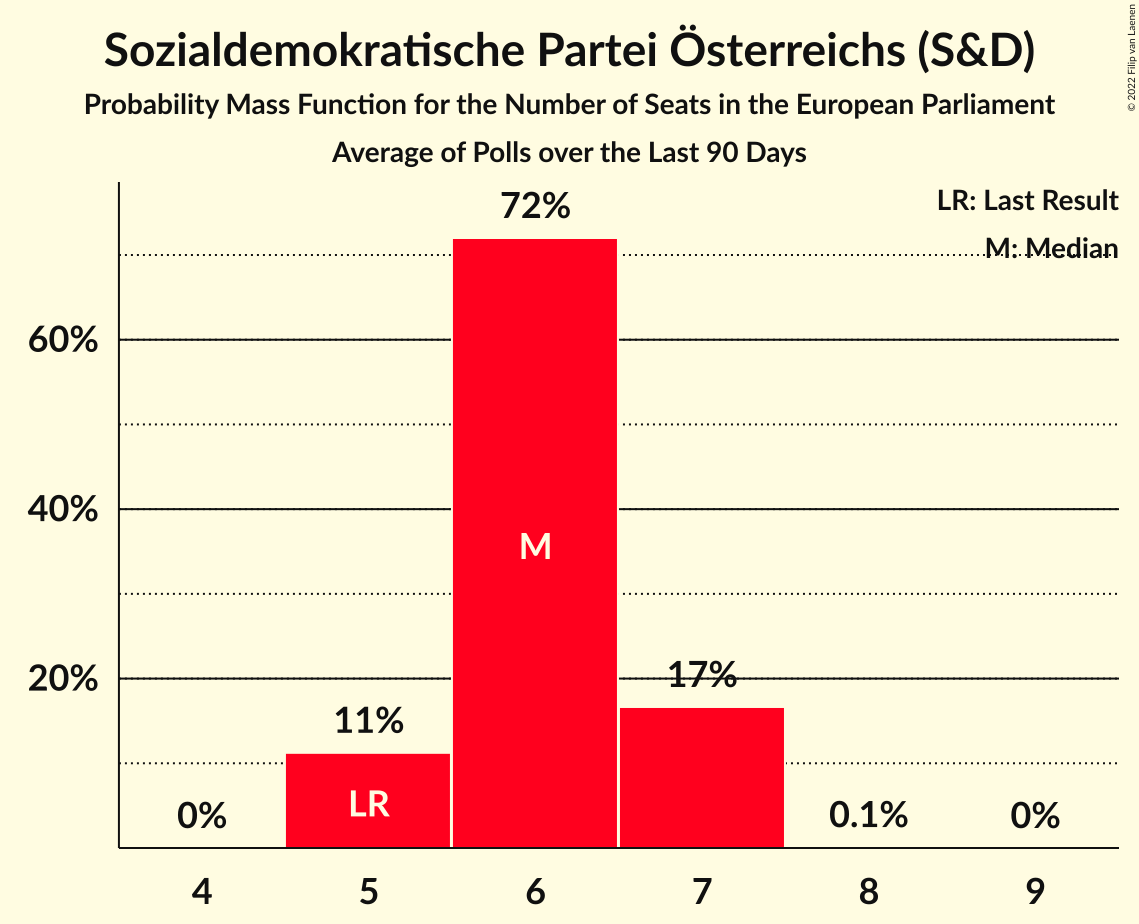 Sozialdemokratische Partei Österreichs (S&D)
Probability Mass Function for the Number of Seats in the European Parliament
Average of Polls over the Last 90 Days
© 2022 Filip van Laenen
LR: Last Result
M: Median
72%
60%
40%
M
20%
17%
11%
LR
0%
0.1%
0%
4 5 6 7 8 9